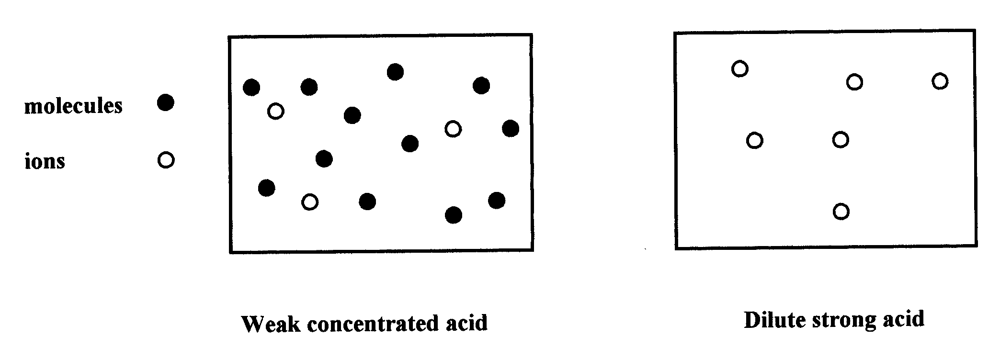 molecules
ions
Weak concentrated acid
Dilute strong acid